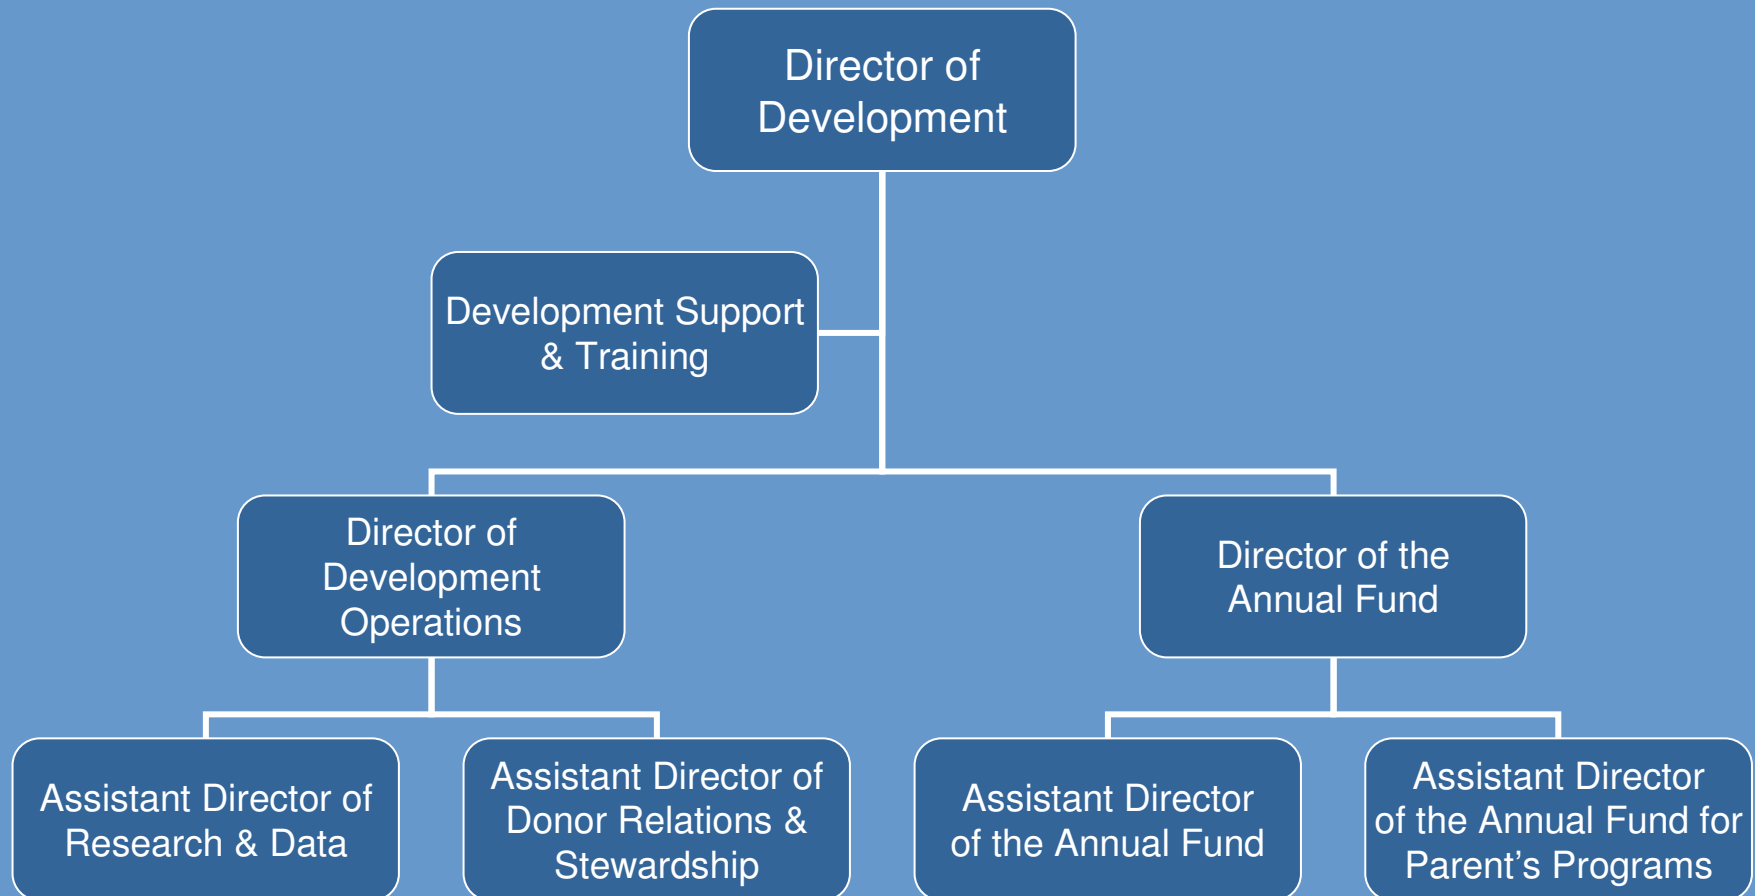 Director of
Development
Development Support
& Training
Director of
Development
Operations
Director of the
Annual Fund
Assistant Director of
Research & Data
Assistant Director of
Donor Relations &
Stewardship
Assistant Director
of the Annual Fund
Assistant Director
of the Annual Fund for
Parent’s Programs